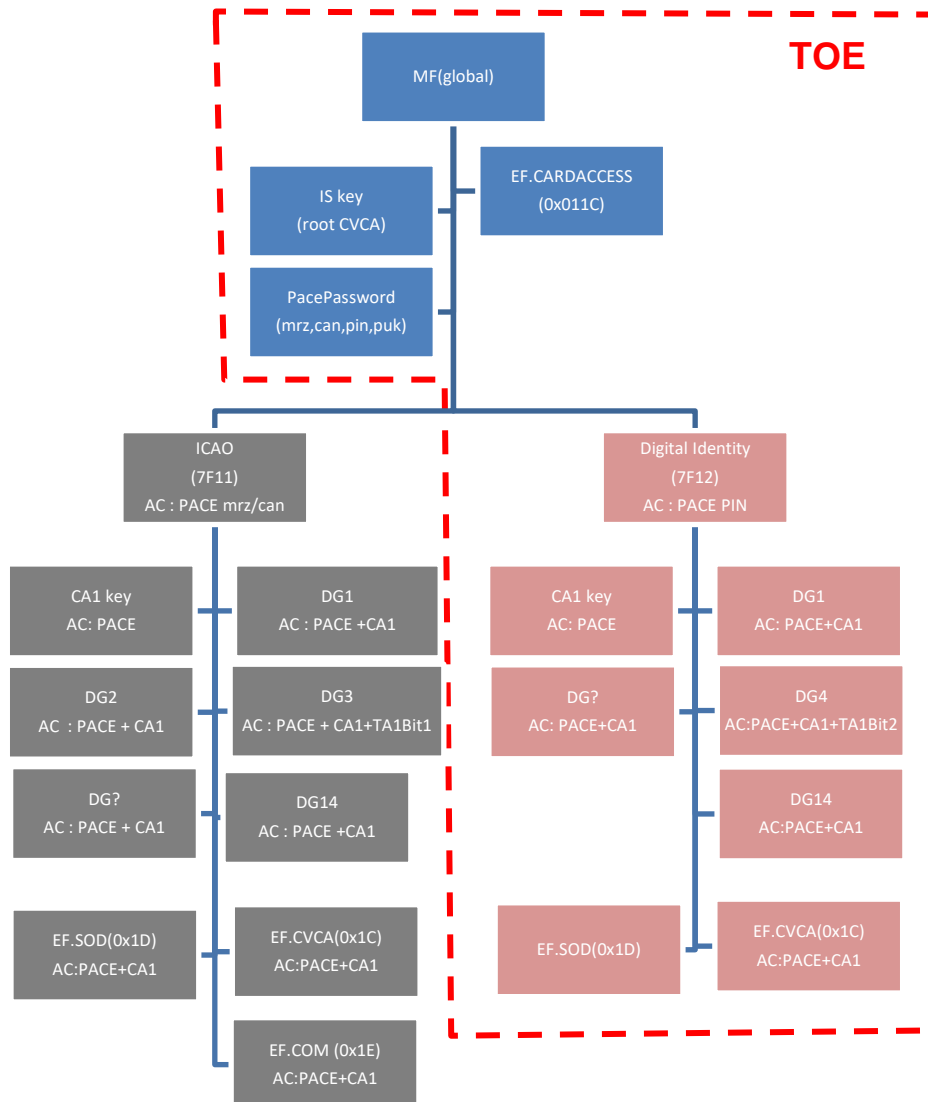 TOE
MF(global)
EF.CARDACCESS
(0x011C)
IS key
(root CVCA)
PacePassword
(mrz,can,pin,puk)
ICAO
(7F11)
AC : PACE mrz/can
CA1 key
AC: PACE
DG1
AC : PACE +CA1
DG2
AC : PACE + CA1
DG3
AC : PACE + CA1+TA1Bit1
DG?
AC : PACE + CA1
DG14
AC : PACE +CA1
EF.SOD(0x1D)
AC:PACE+CA1
EF.CVCA(0x1C)
AC:PACE+CA1
EF.COM (0x1E)
AC:PACE+CA1
Digital Identity
(7F12)
AC : PACE PIN
CA1 key
AC: PACE
DG1
AC: PACE+CA1
DG?
AC: PACE+CA1
DG4
AC:PACE+CA1+TA1Bit2
DG14
AC:PACE+CA1
EF.SOD(0x1D)
EF.CVCA(0x1C)
AC:PACE+CA1